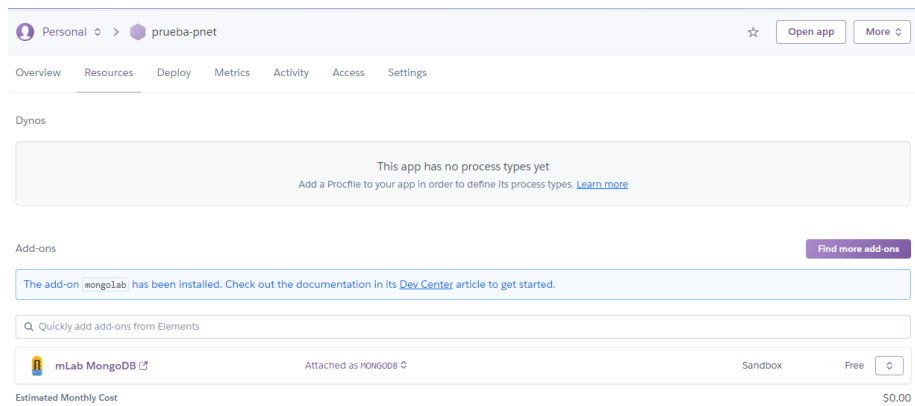 Personal > prueba-pnet Open app More
Overview Resources Deploy Metrics Activity Access Settings
Dynos
This app has no process types yet
Add a Procfile to your app in order to define its process types. Learn more
Add-ons Find more add-ons
The add-on mongolab has been installed. Check out the documentation in its Dev Center article to get started.
Quickly add add-ons from Elements
mLab MongoDB Attached as MONGODB Sandbox Free
Estimated Monthly Cost $0.00